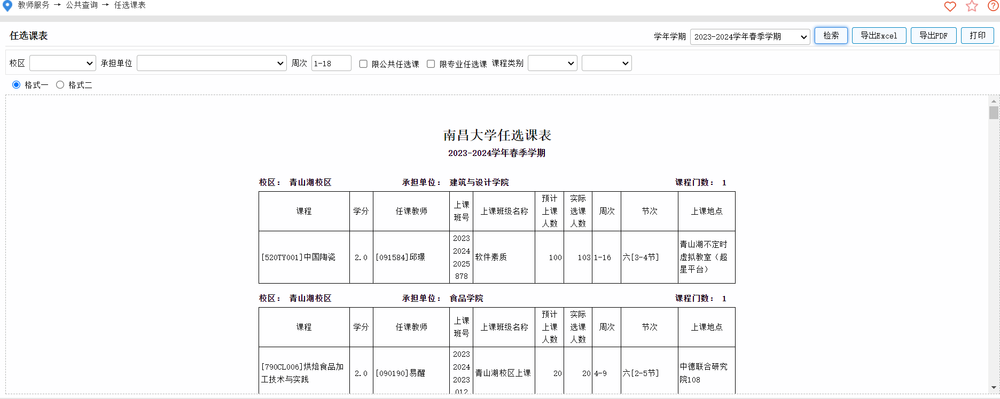 教师服务 → 公共查询 → 任选课表
任选课表
学年学期 2023-2024学年春季学期 检索 导出Excel 导出PDF 打印
校区 承担单位 周次 1-18 限公共任选课 限专业任选课 课程类别
格式一 格式二
南昌大学任选课表
2023-2024学年春季学期
校区： 青山湖校区 承担单位： 建筑与设计学院 课程门数： 1
课程 学分 任课教师 上课班号 上课班级名称 预计上课人数 实际选课人数 周次 节次 上课地点
[520TY001]中国陶瓷 2.0 [091584]邱璟 202320242025878 软件素质 100 103 1-16 六[3-4节] 青山湖不定时虚拟教室（超星平台）
校区： 青山湖校区 承担单位： 食品学院 课程门数： 1
课程 学分 任课教师 上课班号 上课班级名称 预计上课人数 实际选课人数 周次 节次 上课地点
[790CL006]烘焙食品加工技术与实践 2.0 [090190]易醒 202320242023012 青山湖校区上课 20 20 4-9 六[2-5节] 中德联合研究院108